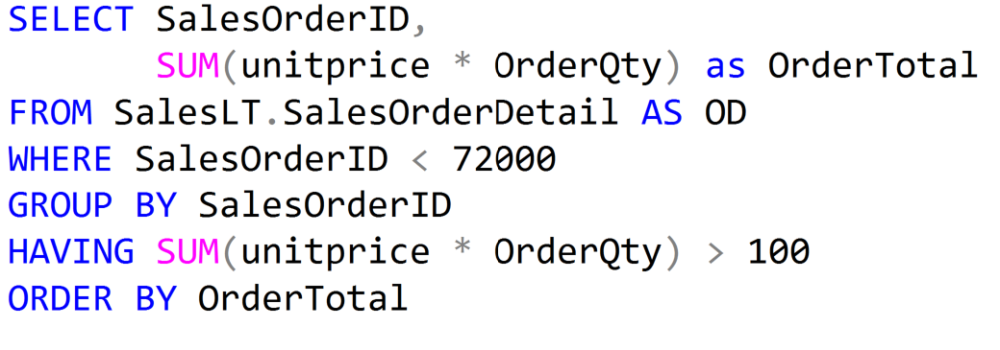 SELECT SalesOrderID,
SUM(unitprice * OrderQty) as OrderTotal
FROM SalesLT.SalesOrderDetail AS OD
WHERE SalesOrderID < 72000
GROUP BY SalesOrderID
HAVING SUM(unitprice * OrderQty) > 100
ORDER BY OrderTotal